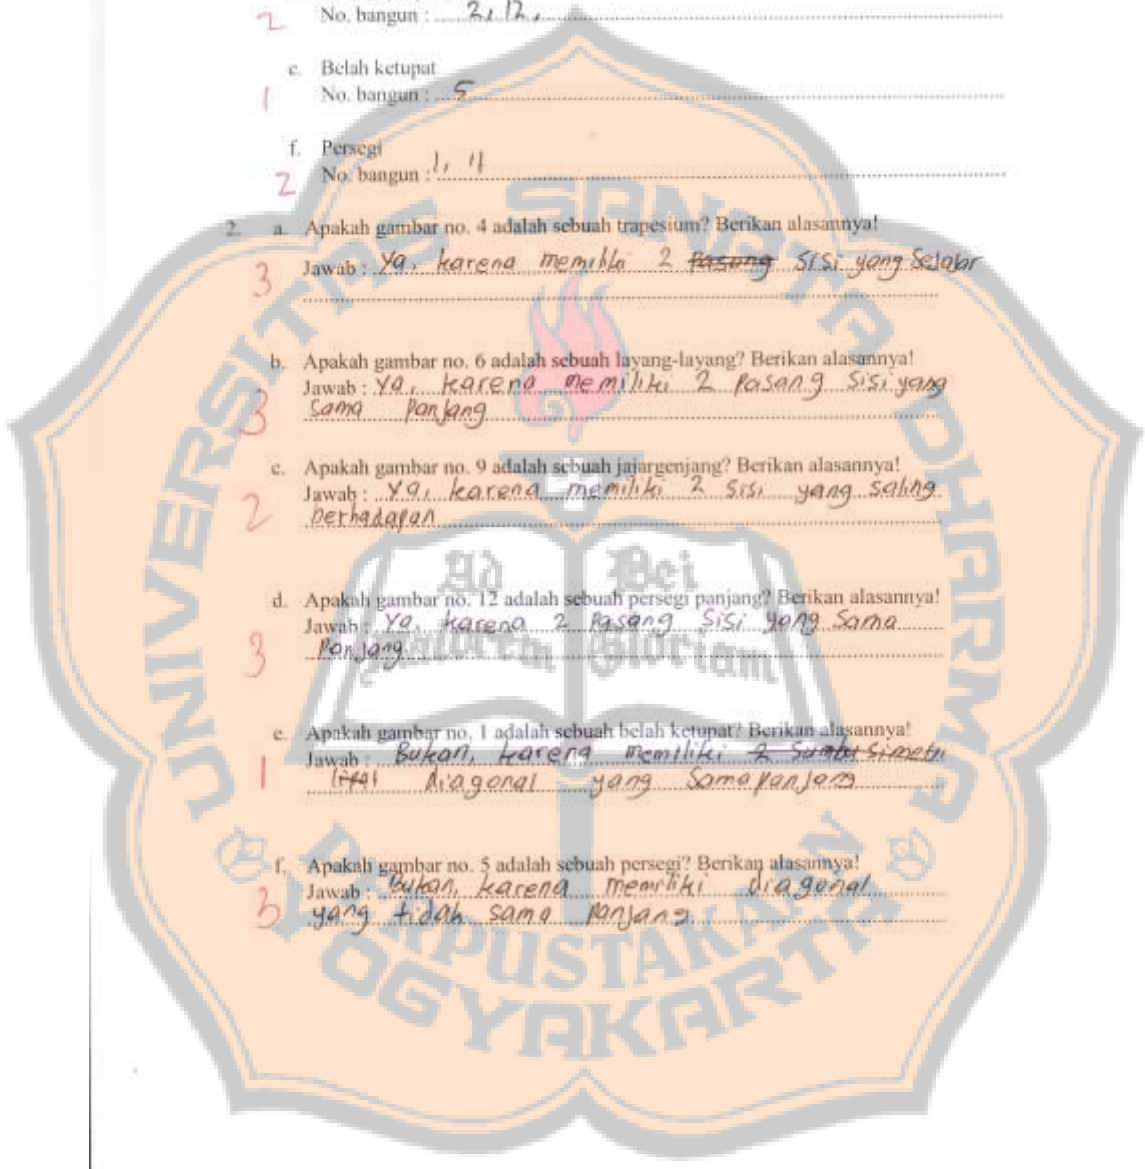 No. bangun : 2, 12,
2
e. Belah ketupat
No. bangun : 5
1
f. Persegi
No. bangun : 1, 11
2
2. a. Apakah gambar no. 4 adalah sebuah trapesium? Berikan alasannya!
Jawab : Ya, karena memiliki 2 pasang sisi yang sejajar
3
b. Apakah gambar no. 6 adalah sebuah layang-layang? Berikan alasannya!
Jawab : Ya, karena memiliki 2 pasang sisi yang
sama panjang
3
c. Apakah gambar no. 9 adalah sebuah jajargenjang? Berikan alasannya!
Jawab : Ya, karena memiliki 2 sisi yang saling
berhadapan
2
d. Apakah gambar no. 12 adalah sebuah persegi panjang? Berikan alasannya!
Jawab : Ya, karena 2 pasang sisi yang sama
panjang
3
e. Apakah gambar no. 1 adalah sebuah belah ketupat? Berikan alasannya!
Jawab : Bukan, karena memiliki 2 sumbu simetri
diagonal yang sama panjang
1
f. Apakah gambar no. 5 adalah sebuah persegi? Berikan alasannya!
Jawab : Bukan, karena memiliki diagonal
yang tidak sama panjang
3
UNIVERSITAS SANATA DHARMA
Ad Maiorem Dei Gloriam
PERPUSTAKAAN
YOGYAKARTA